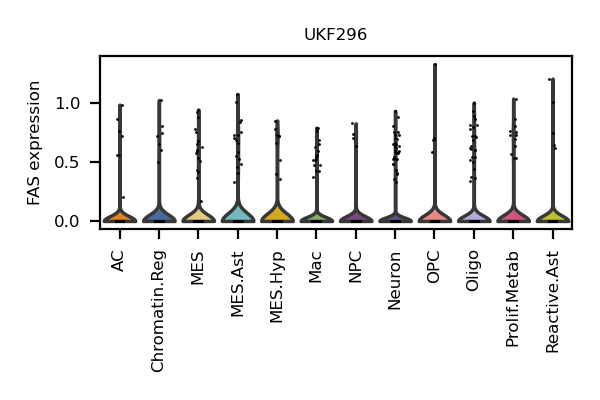 UKF296
FAS expression
1.0
0.5
0.0
AC
Chromatin.Reg
MES
MES.Ast
MES.Hyp
Mac
NPC
Neuron
OPC
Oligo
Prolif.Metab
Reactive.Ast